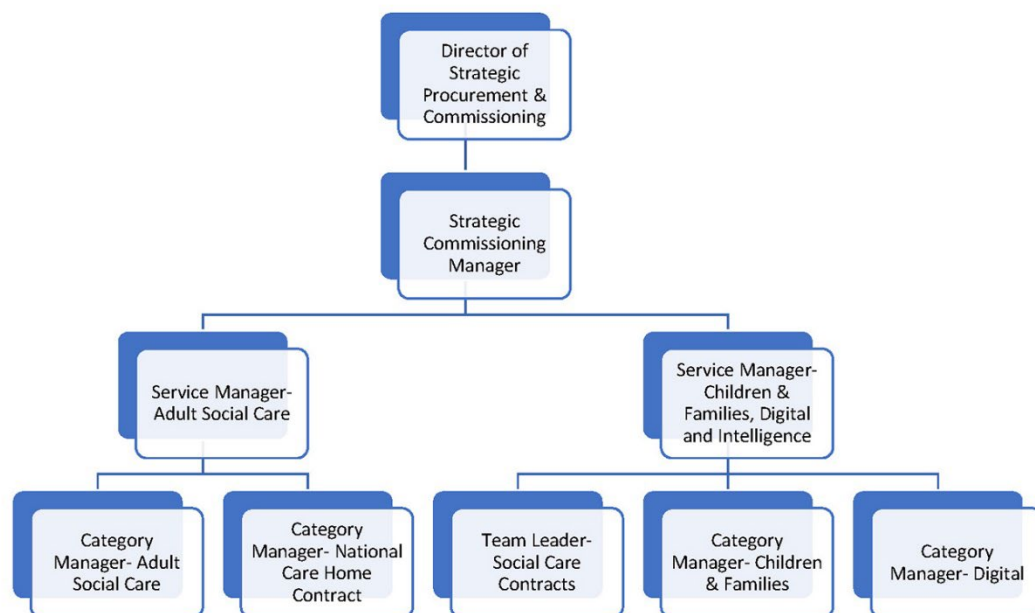 Director of
Strategic
Procurement &
Commissioning
Strategic
Commissioning
Manager
Service Manager-
Adult Social Care
Service Manager-
Children &
Families, Digital
and Intelligence
Category
Manager- Adult
Social Care
Category
Manager- National
Care Home
Contract
Team Leader-
Social Care
Contracts
Category
Manager- Children
& Families
Category
Manager- Digital